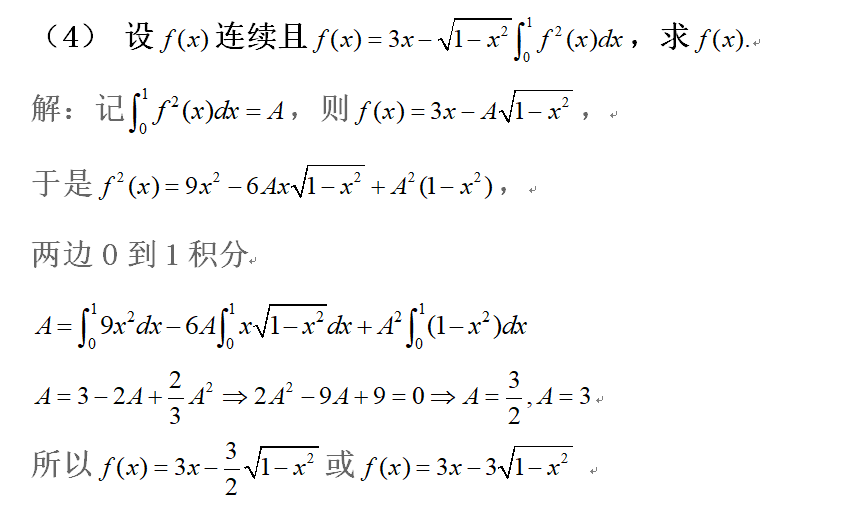 （4） 设 f(x) 连续且 f(x) = 3x − √(1−x²) ∫₀¹ f²(x)dx ，求 f(x).
解：记 ∫₀¹ f²(x)dx = A ，则 f(x) = 3x − A√(1−x²) ，
于是 f²(x) = 9x² − 6Ax√(1−x²) + A²(1−x²) ，
两边 0 到 1 积分
A = ∫₀¹ 9x²dx − 6A∫₀¹ x√(1−x²)dx + A²∫₀¹ (1−x²)dx
A = 3 − 2A + 2/3 A² ⇒ 2A² − 9A + 9 = 0 ⇒ A = 3/2 , A = 3
所以 f(x) = 3x − 3/2 √(1−x²) 或 f(x) = 3x − 3√(1−x²)